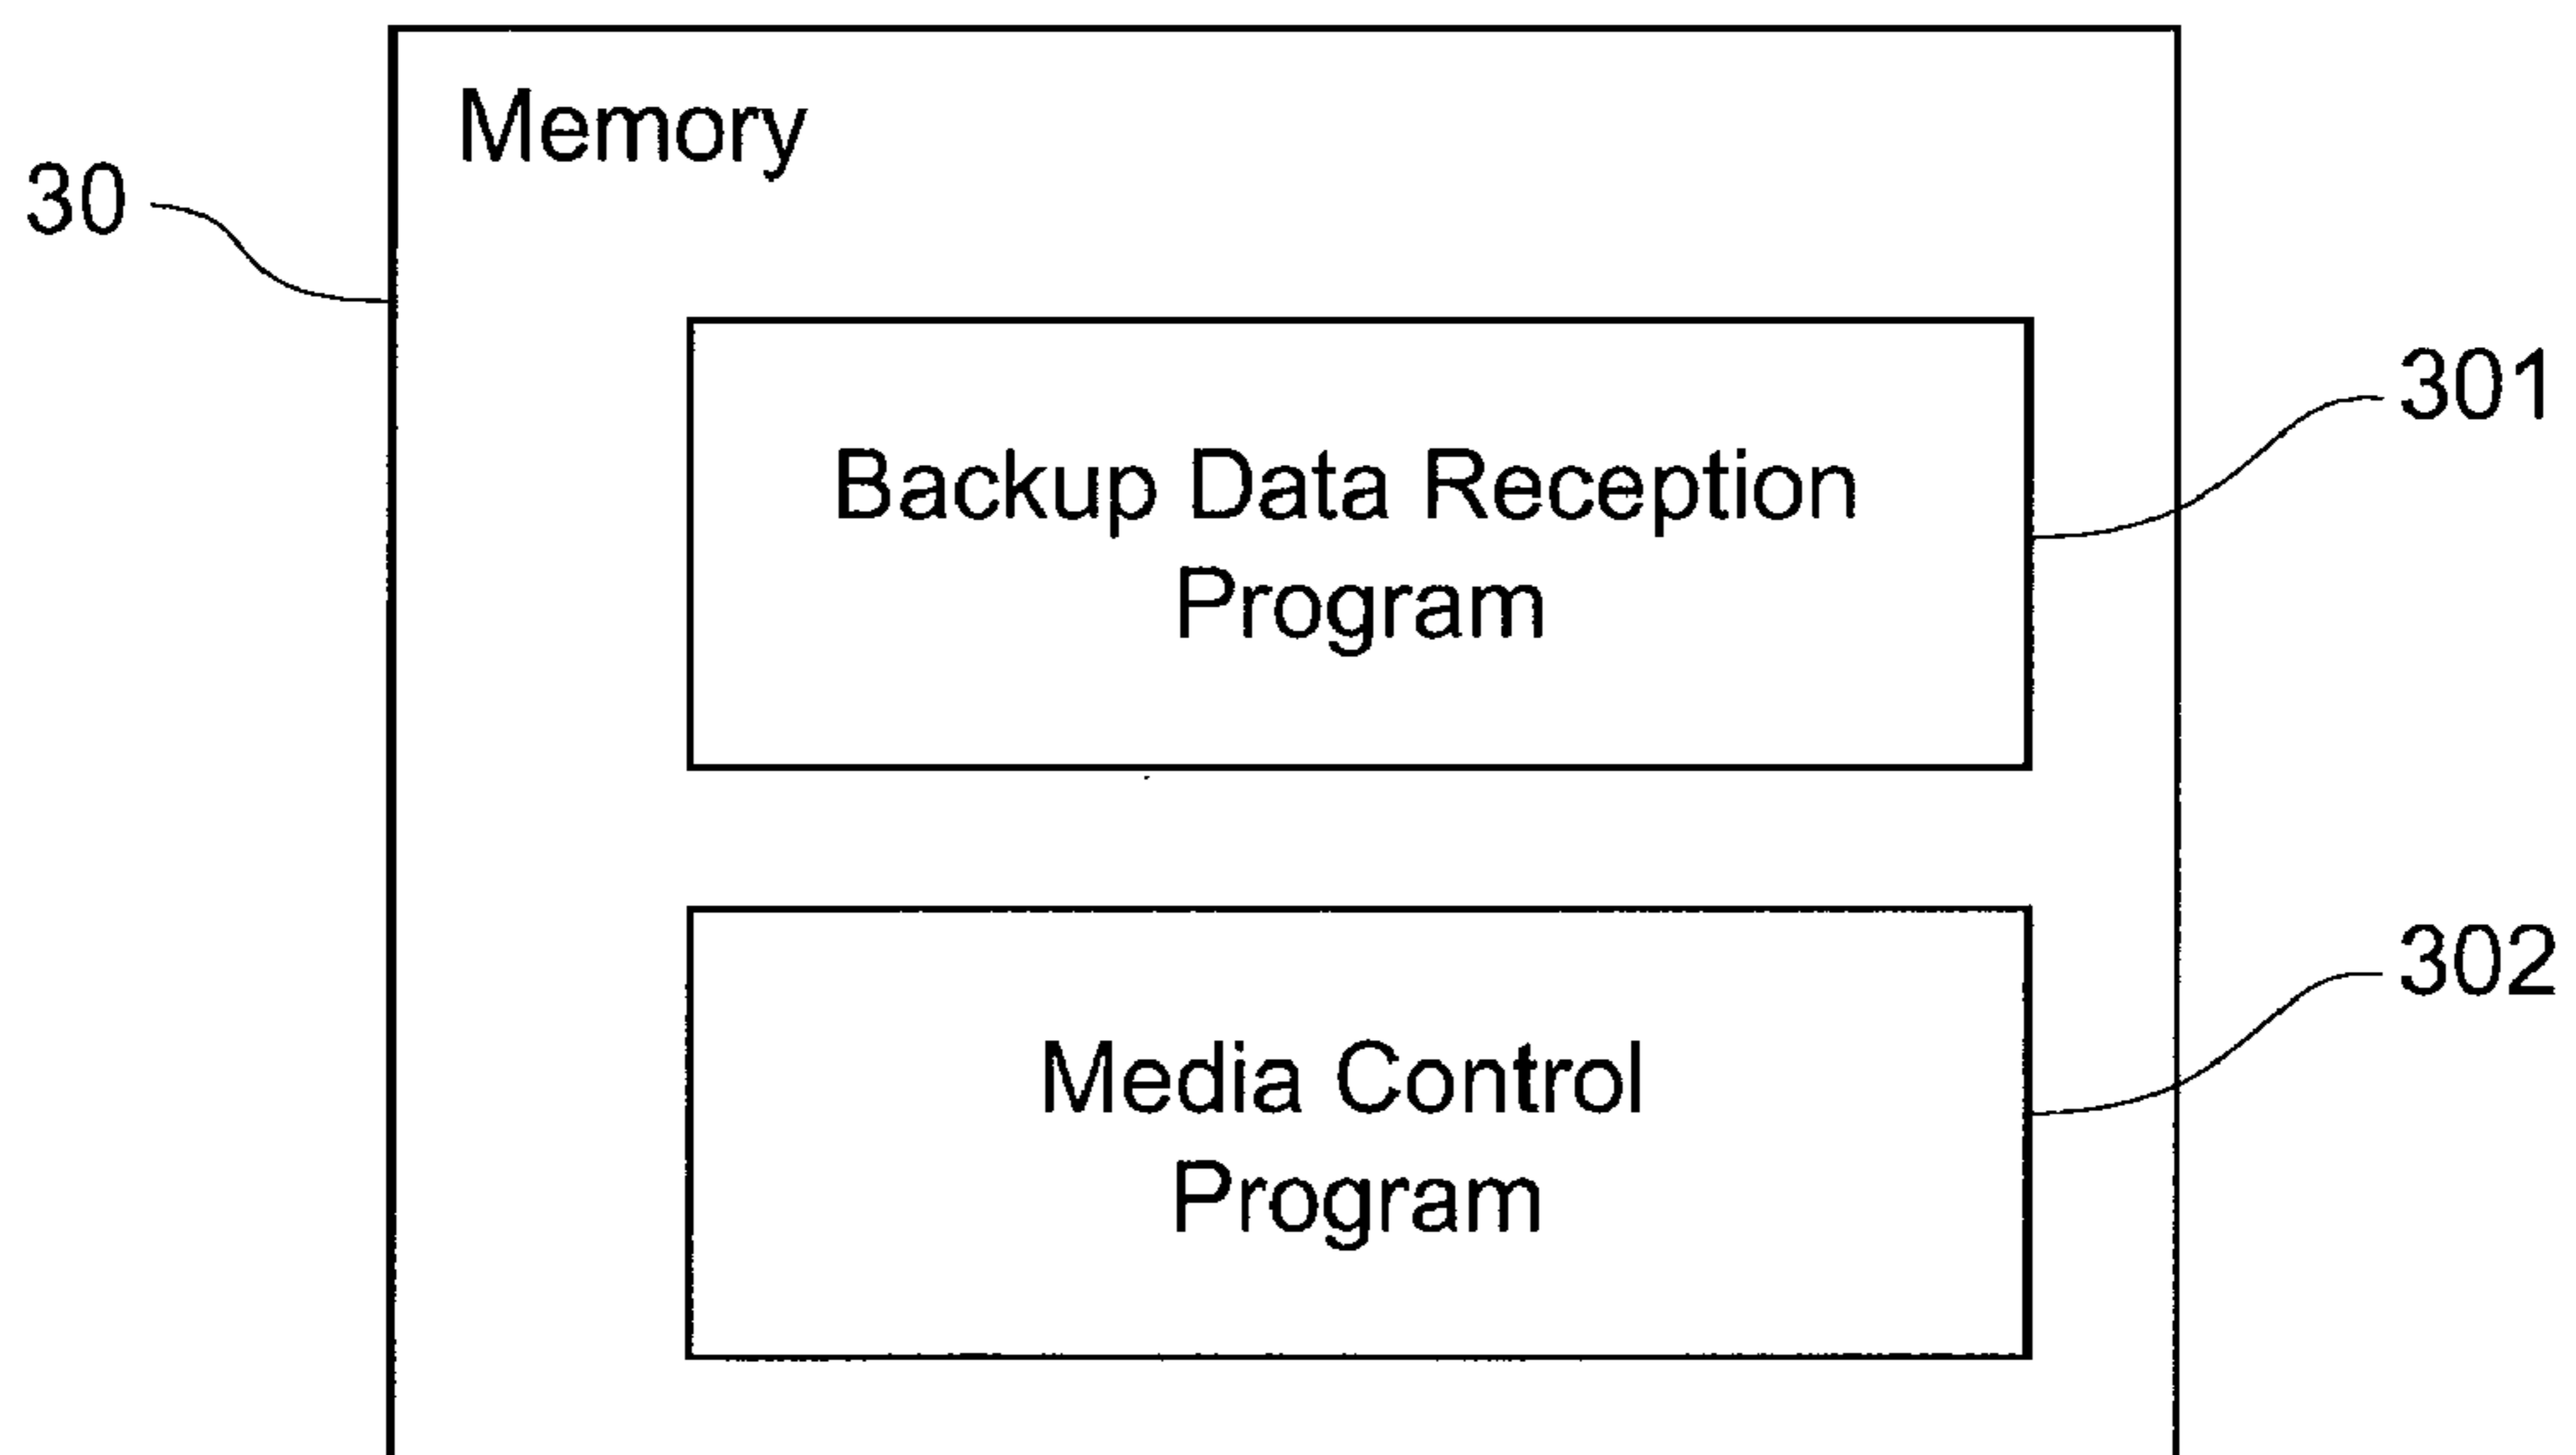 Memory
30
301
Backup Data Reception
Program
302
Media Control
Program